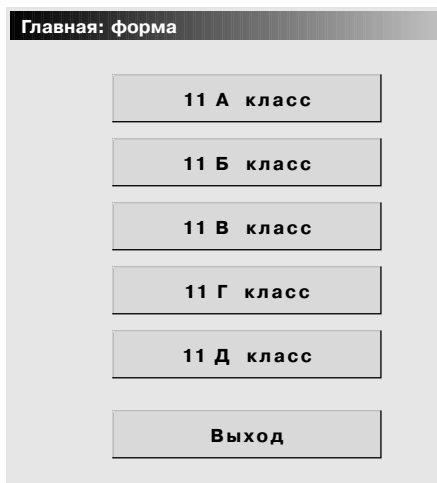 Главная: форма
11 А класс
11 Б класс
11 В класс
11 Г класс
11 Д класс
Выход